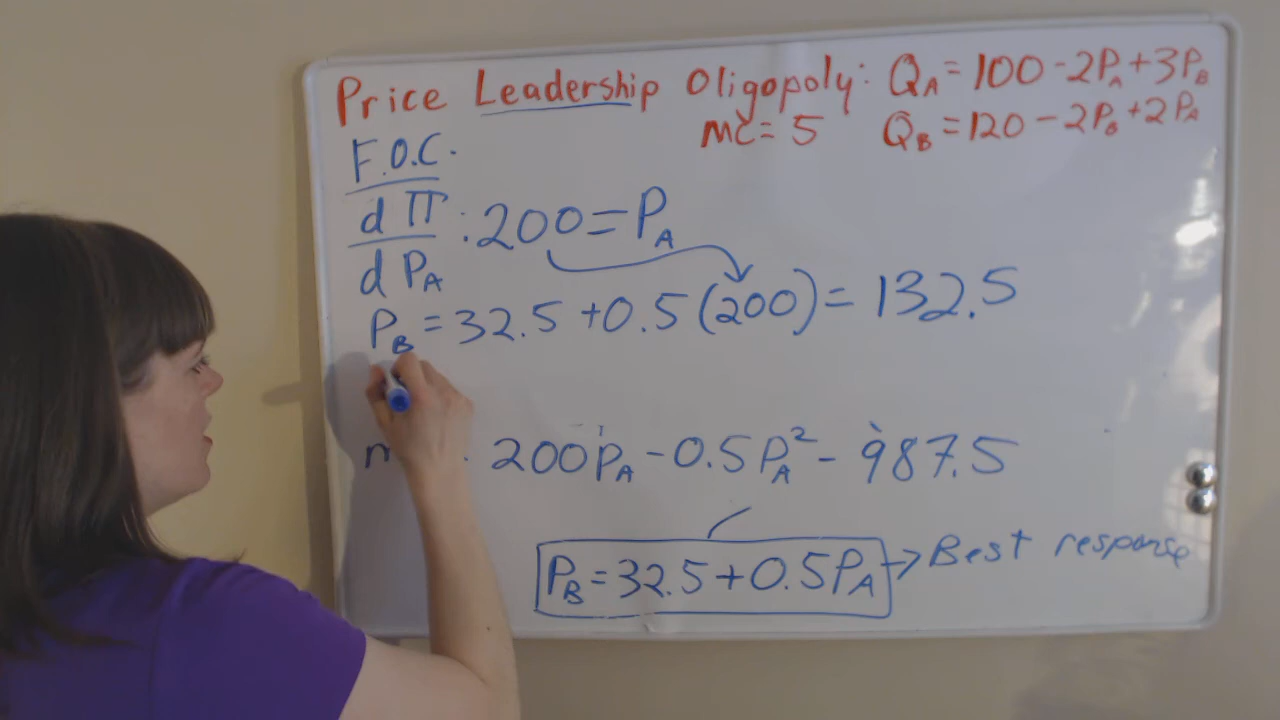 Price Leadership Oligopoly: Q_A = 100 - 2P_A + 3P_B
mc = 5 Q_B = 120 - 2P_B + 2P_A
F.O.C.
dπ/dP_A : 200 = P_A
P_B = 32.5 + 0.5(200) = 132.5
200P_A - 0.5P_A² - 987.5
P_B = 32.5 + 0.5P_A → Best response